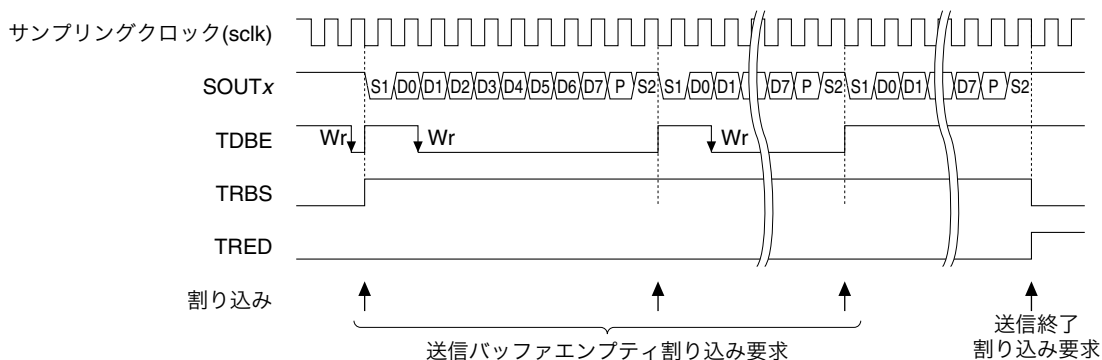 サンプリングクロック(sclk)
SOUTx S1 D0 D1 D2 D3 D4 D5 D6 D7 P S2 S1 D0 D1 D7 P S2 S1 D0 D1 D7 P S2
TDBE Wr Wr Wr
TRBS
TRED
割り込み
送信バッファエンプティ割り込み要求
送信終了
割り込み要求